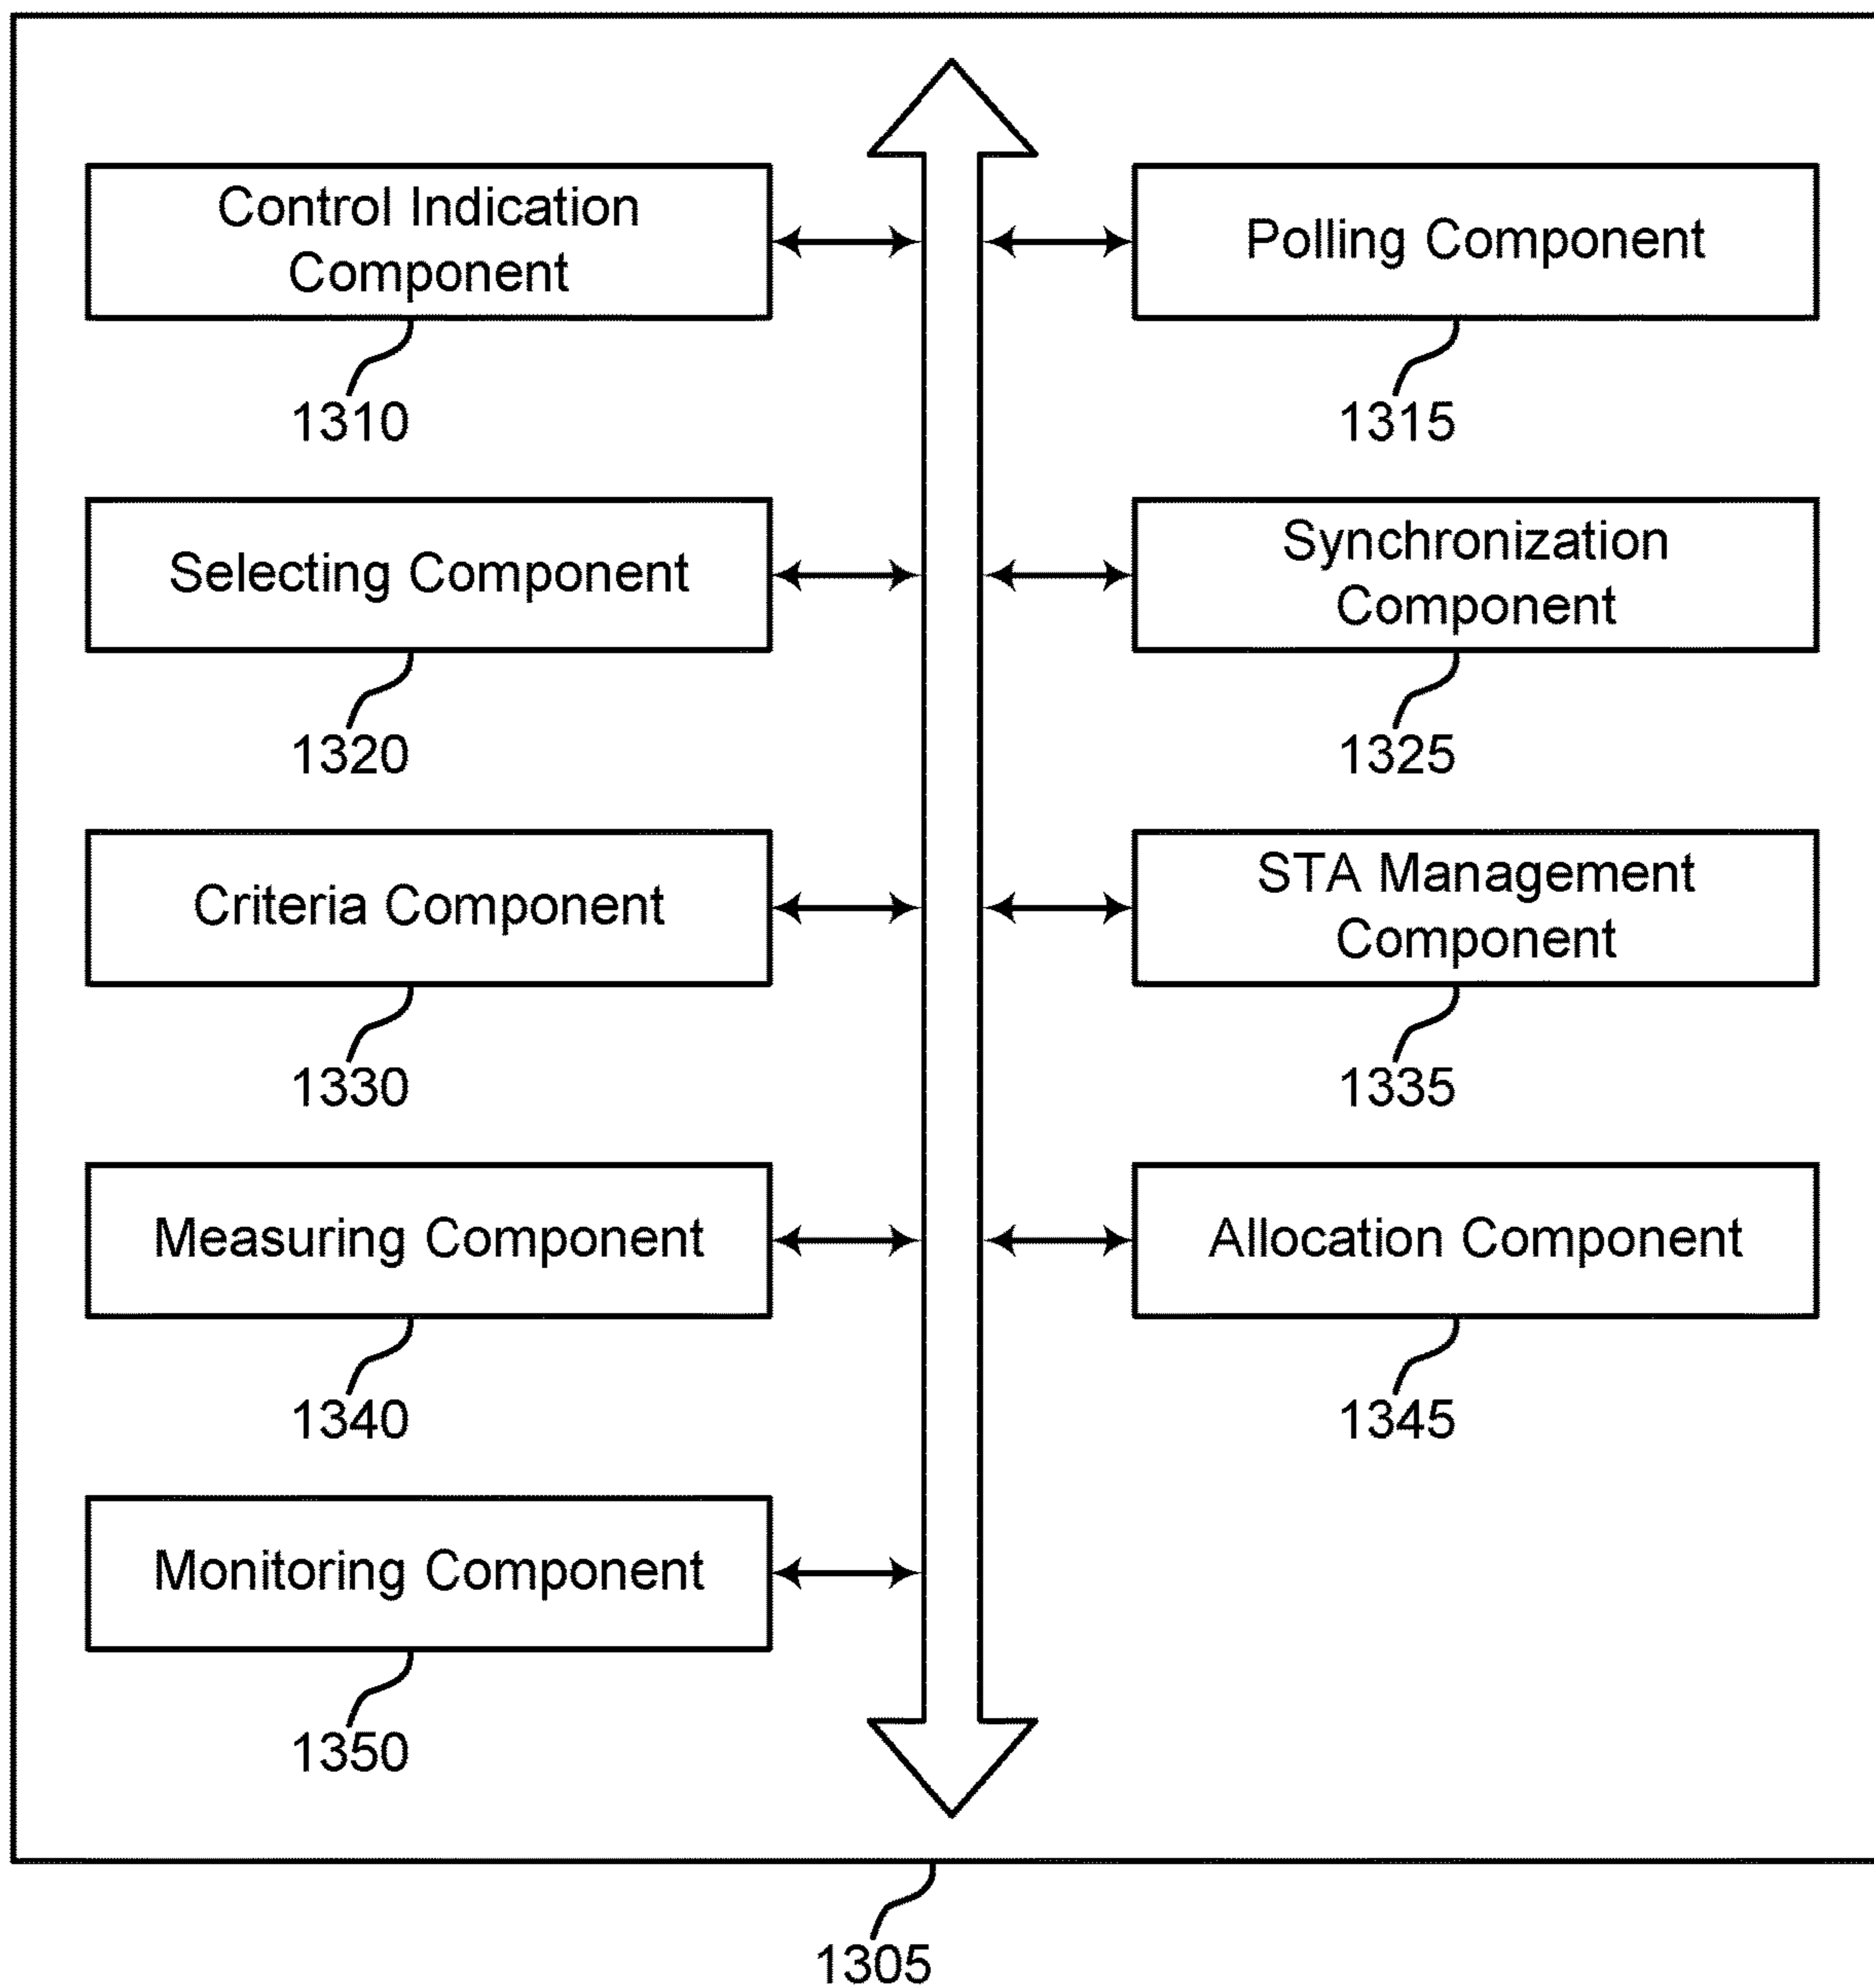 Control Indication
Component
1310
Polling Component
1315
Selecting Component
1320
Synchronization
Component
1325
Criteria Component
1330
STA Management
Component
1335
Measuring Component
1340
Allocation Component
1345
Monitoring Component
1350
1305